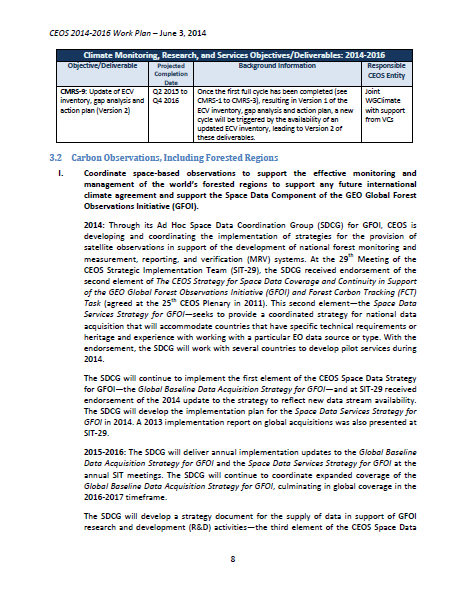 CEOS 2014-2016 Work Plan – June 3, 2014
Climate Monitoring, Research, and Services Objectives/Deliverables: 2014-2016
Objective/Deliverable
Projected
Completion
Date
Background Information
Responsible
CEOS Entity
CMRS-9: Update of ECV
inventory, gap analysis and
action plan (Version 2)
Q2 2015 to
Q4 2016
Once the first full cycle has been completed (see
CMRS-1 to CMRS-3), resulting in Version 1 of the
ECV inventory, gap analysis and action plan, a new
cycle will be triggered by the availability of an
updated ECV inventory, leading to Version 2 of
these deliverables.
Joint
WGClimate
with support
from VCs
3.2 Carbon Observations, Including Forested Regions
I. Coordinate space-based observations to support the effective monitoring and
management of the world's forested regions to support any future international
climate agreement and support the Space Data Component of the GEO Global Forest
Observations Initiative (GFOI).
2014: Through its Ad Hoc Space Data Coordination Group (SDCG) for GFOI, CEOS is
developing and coordinating the implementation of strategies for the provision of
satellite observations in support of the development of national forest monitoring and
measurement, reporting, and verification (MRV) systems. At the 29th Meeting of the
CEOS Strategic Implementation Team (SIT-29), the SDCG received endorsement of the
second element of The CEOS Strategy for Space Data Coverage and Continuity in Support
of the GEO Global Forest Observations Initiative (GFOI) and Forest Carbon Tracking (FCT)
Task (agreed at the 25th CEOS Plenary in 2011). This second element—the Space Data
Services Strategy for GFOI—seeks to provide a coordinated strategy for national data
acquisition that will accommodate countries that have specific technical requirements or
heritage and experience with working with a particular EO data source or type. With the
endorsement, the SDCG will work with several countries to develop pilot services during
2014.
The SDCG will continue to implement the first element of the CEOS Space Data Strategy
for GFOI—the Global Baseline Data Acquisition Strategy for GFOI—and at SIT-29 received
endorsement of the 2014 update to the strategy to reflect new data stream availability.
The SDCG will develop the implementation plan for the Space Data Services Strategy for
GFOI in 2014. A 2013 implementation report on global acquisitions was also presented at
SIT-29.
2015-2016: The SDCG will deliver annual implementation updates to the Global Baseline
Data Acquisition Strategy for GFOI and the Space Data Services Strategy for GFOI at the
annual SIT meetings. The SDCG will continue to coordinate expanded coverage of the
Global Baseline Data Acquisition Strategy for GFOI, culminating in global coverage in the
2016-2017 timeframe.
The SDCG will develop a strategy document for the supply of data in support of GFOI
research and development (R&D) activities—the third element of the CEOS Space Data
8